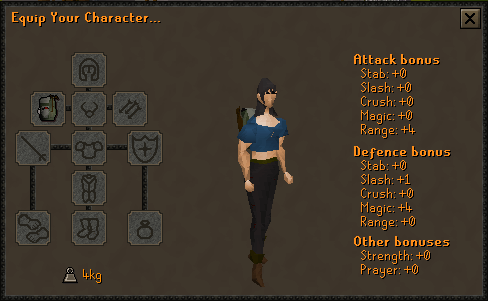 Equip Your Character...
Attack bonus
Stab: +0
Slash: +0
Crush: +0
Magic: +0
Range: +4
Defence bonus
Stab: +0
Slash: +1
Crush: +0
Magic: +4
Range: +0
Other bonuses
Strength: +0
Prayer: +0
4kg